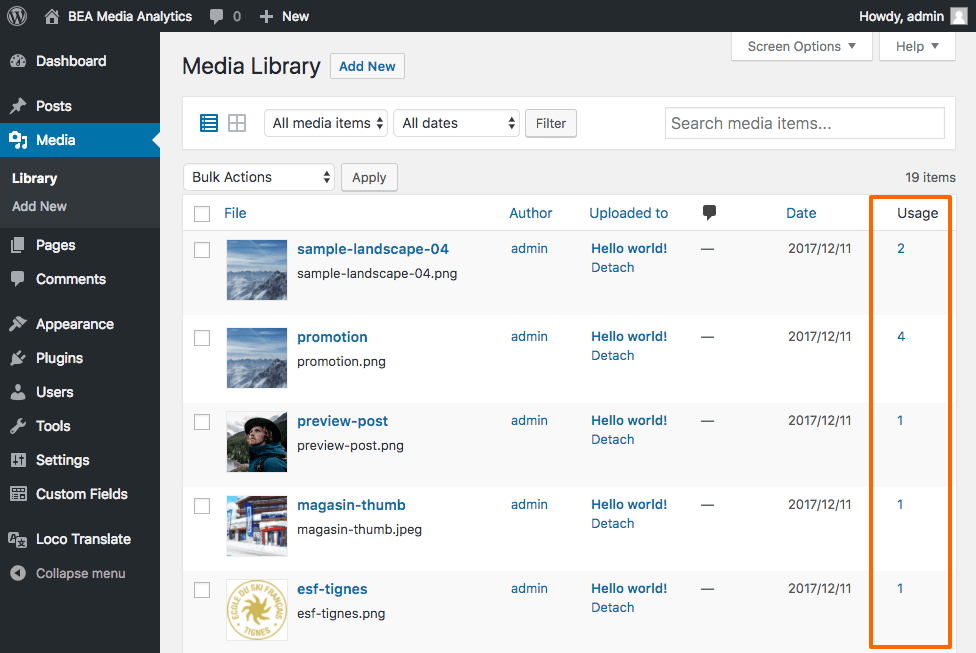 BEA Media Analytics 0 + New Howdy, admin
Dashboard
Posts
Media
Library
Add New
Pages
Comments
Appearance
Plugins
Users
Tools
Settings
Custom Fields
Loco Translate
Collapse menu
Screen Options Help
Media Library Add New
All media items All dates Filter Search media items...
Bulk Actions Apply 19 items
File Author Uploaded to Date Usage
sample-landscape-04 admin Hello world! — 2017/12/11 2
sample-landscape-04.png Detach
promotion admin Hello world! — 2017/12/11 4
promotion.png Detach
preview-post admin Hello world! — 2017/12/11 1
preview-post.png Detach
magasin-thumb admin Hello world! — 2017/12/11 1
magasin-thumb.jpeg Detach
esf-tignes admin Hello world! — 2017/12/11 1
esf-tignes.png Detach
ECOLE DU SKI FRANÇAIS
TIGNES